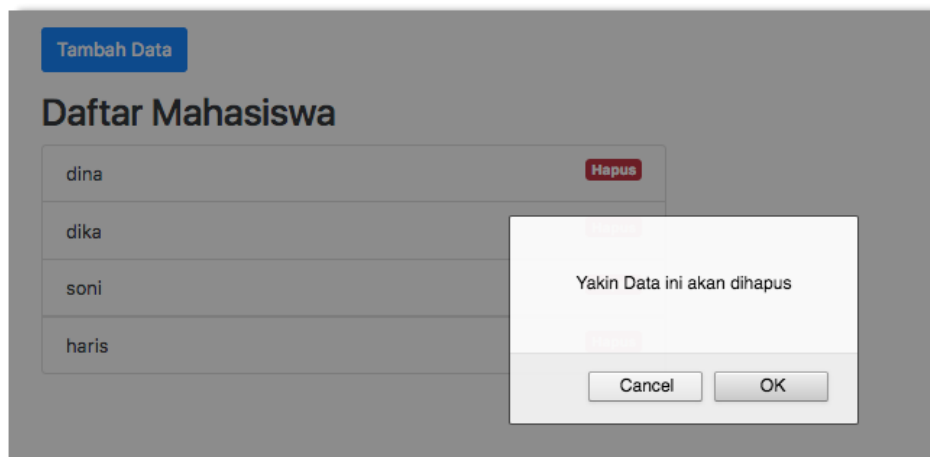 Tambah Data
Daftar Mahasiswa
dina Hapus
dika
soni
haris
Yakin Data ini akan dihapus
Cancel OK